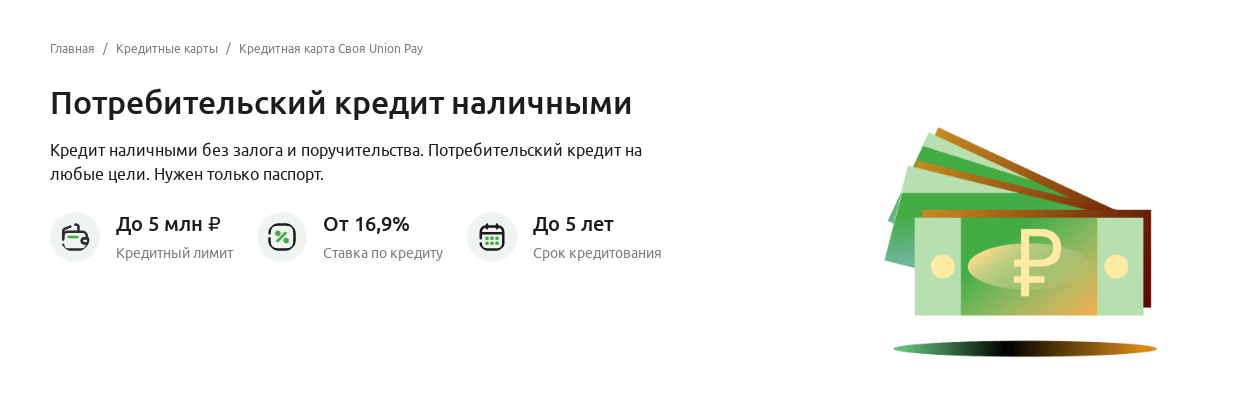 Главная / Кредитные карты / Кредитная карта Своя Union Pay
Потребительский кредит наличными
Кредит наличными без залога и поручительства. Потребительский кредит на
любые цели. Нужен только паспорт.
До 5 млн ₽
Кредитный лимит
От 16,9%
Ставка по кредиту
До 5 лет
Срок кредитования
₽